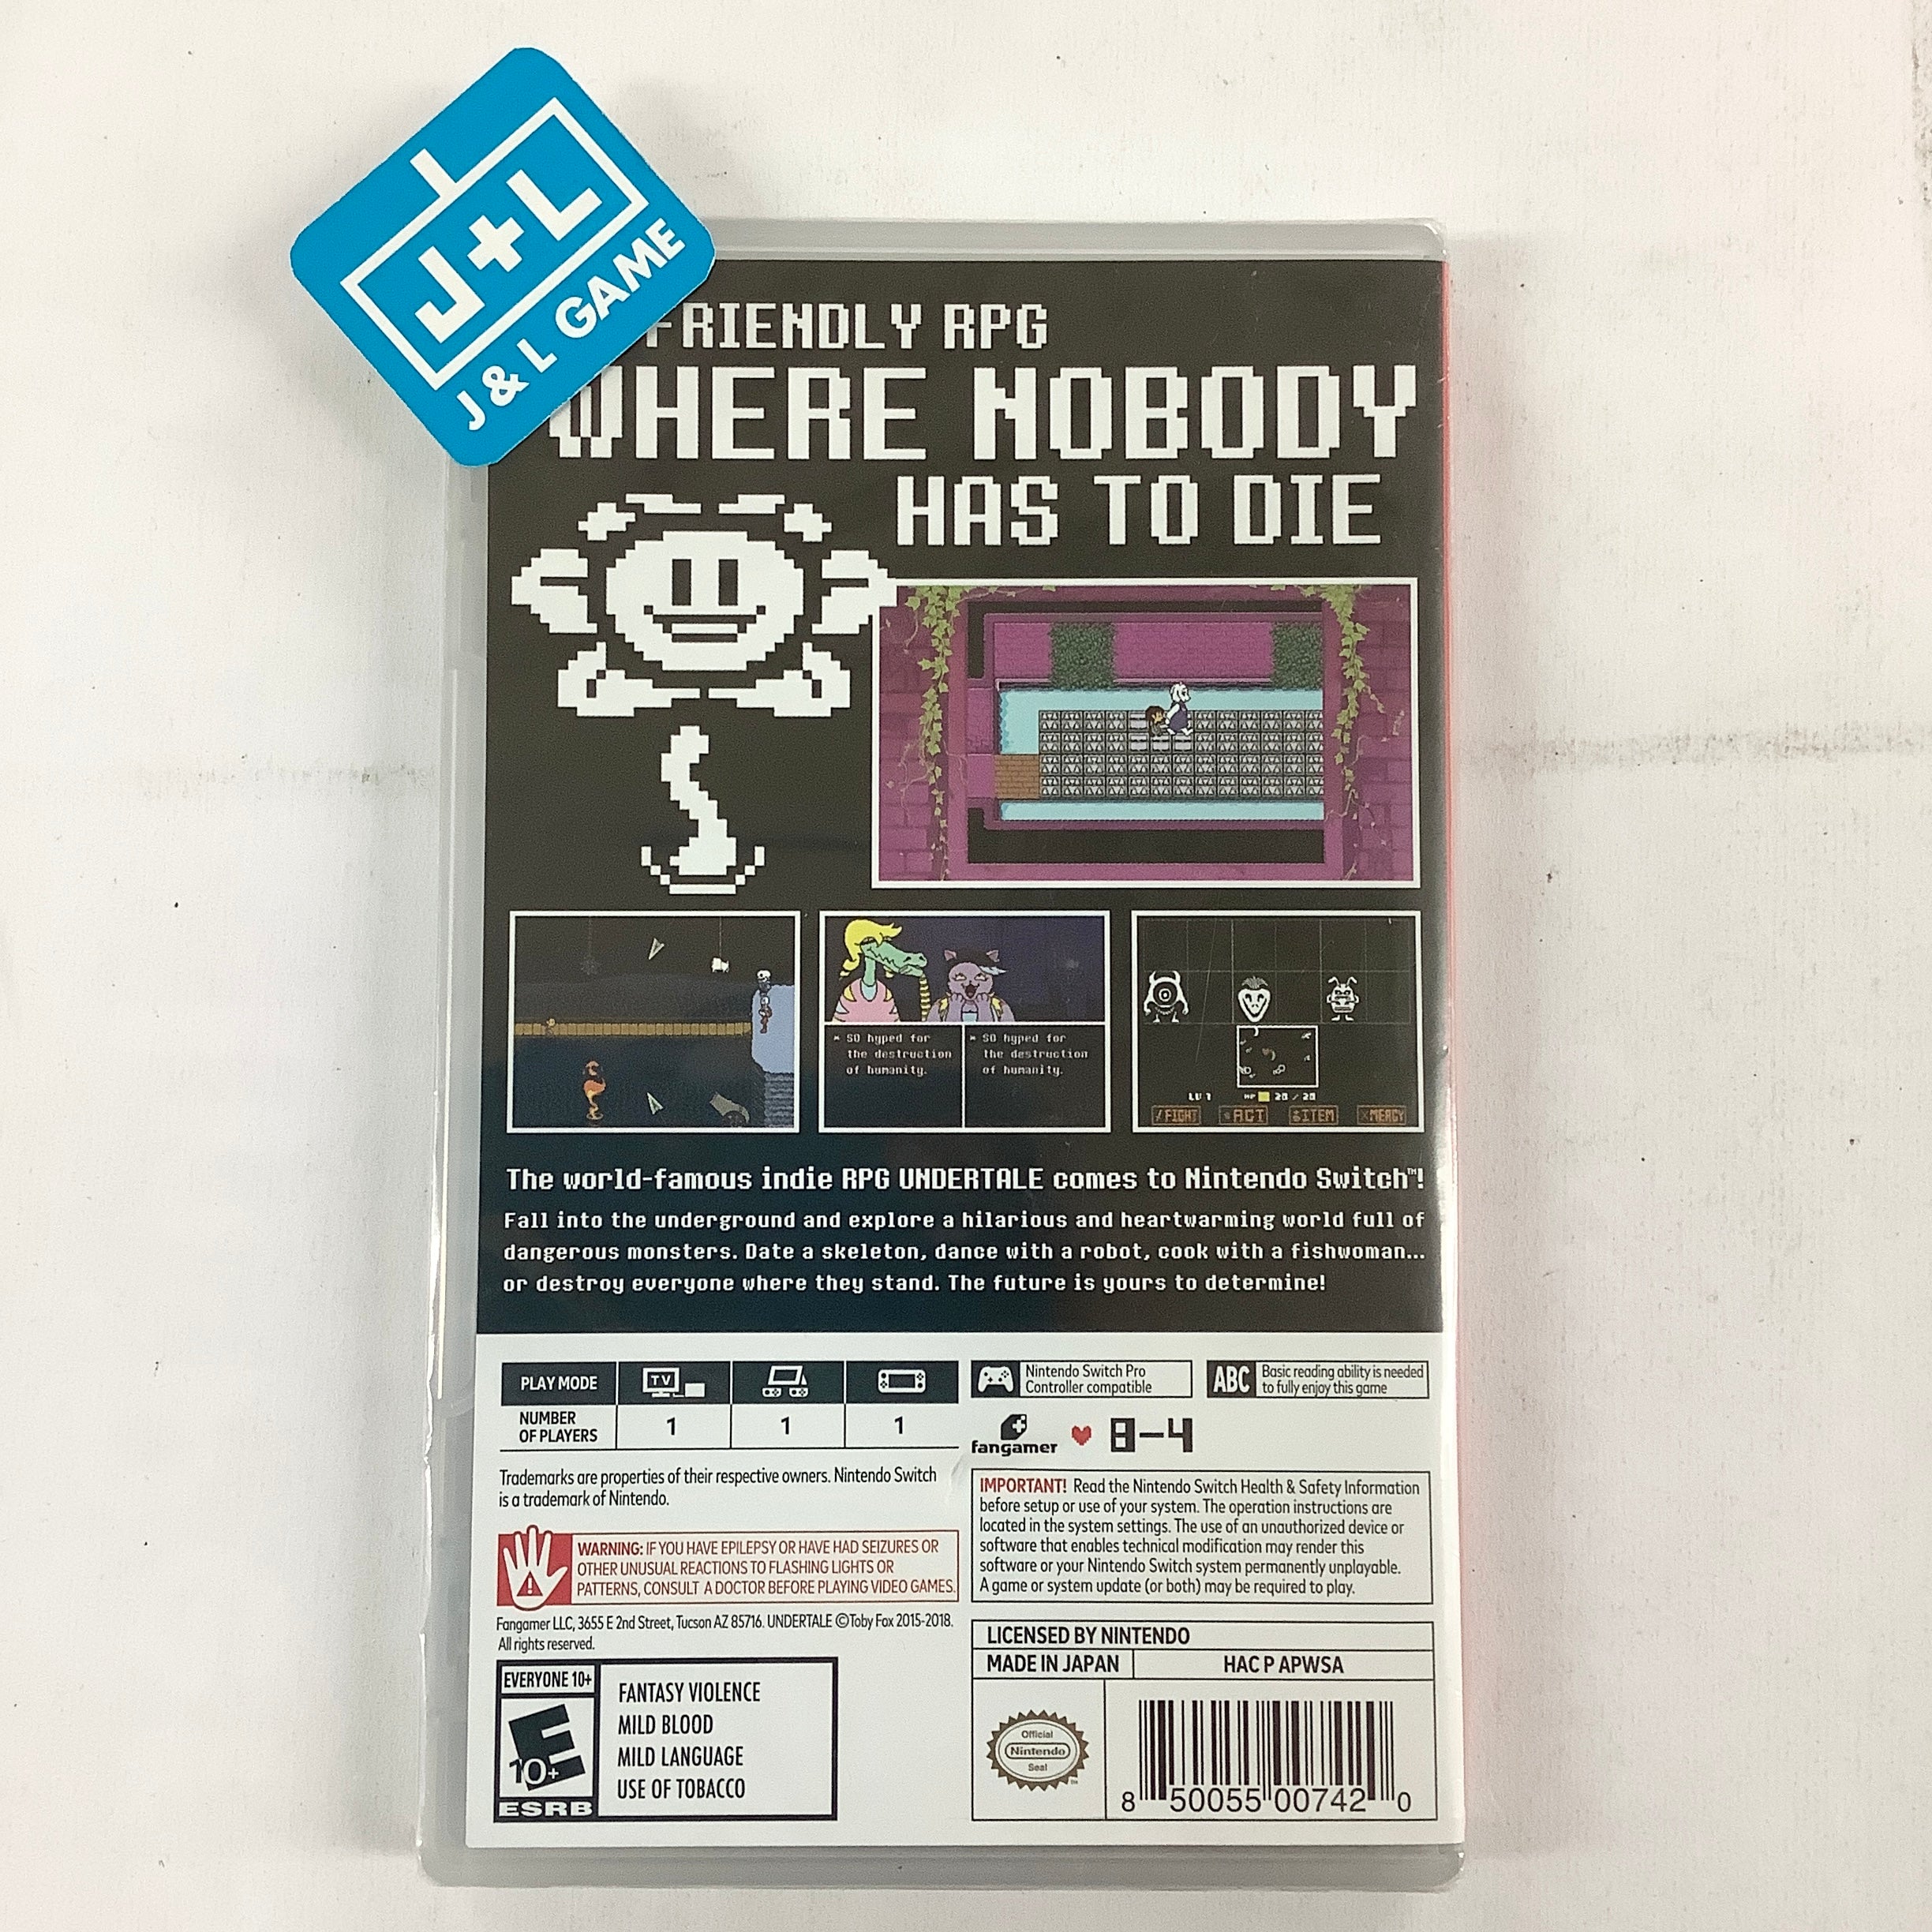 J+L
J & L GAME
FRIENDLY RPG
WHERE NOBODY
HAS TO DIE
* SO hyped for
the destruction
of humanity.
* SO hyped for
the destruction
of humanity.
LV 1 HP 20 / 20
FIGHT ACT ITEM MERCY
The world-famous indie RPG UNDERTALE comes to Nintendo Switch™!
Fall into the underground and explore a hilarious and heartwarming world full of
dangerous monsters. Date a skeleton, dance with a robot, cook with a fishwoman...
or destroy everyone where they stand. The future is yours to determine!
PLAY MODE TV
NUMBER
OF PLAYERS
1 1 1
Nintendo Switch Pro
Controller compatible
ABC
Basic reading ability is needed
to fully enjoy this game
fangamer 8-4
Trademarks are properties of their respective owners. Nintendo Switch
is a trademark of Nintendo.
WARNING: IF YOU HAVE EPILEPSY OR HAVE HAD SEIZURES OR
OTHER UNUSUAL REACTIONS TO FLASHING LIGHTS OR
PATTERNS, CONSULT A DOCTOR BEFORE PLAYING VIDEO GAMES.
Fangamer LLC, 3655 E 2nd Street, Tucson AZ 85716. UNDERTALE ©Toby Fox 2015-2018.
All rights reserved.
IMPORTANT! Read the Nintendo Switch Health & Safety Information
before setup or use of your system. The operation instructions are
located in the system settings. The use of an unauthorized device or
software that enables technical modification may render this
software or your Nintendo Switch system permanently unplayable.
A game or system update (or both) may be required to play.
EVERYONE 10+
E
10+
ESRB
FANTASY VIOLENCE
MILD BLOOD
MILD LANGUAGE
USE OF TOBACCO
LICENSED BY NINTENDO
MADE IN JAPAN HAC P APWSA
Official
Nintendo
Seal
™
8 50055 00742 0